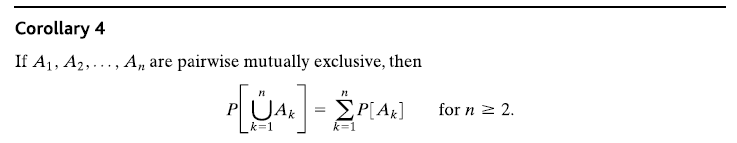 Corollary 4
If A₁, A₂,..., Aₙ are pairwise mutually exclusive, then
P[⋃ₖ₌₁ⁿ Aₖ] = ∑ₖ₌₁ⁿ P[Aₖ] for n ≥ 2.